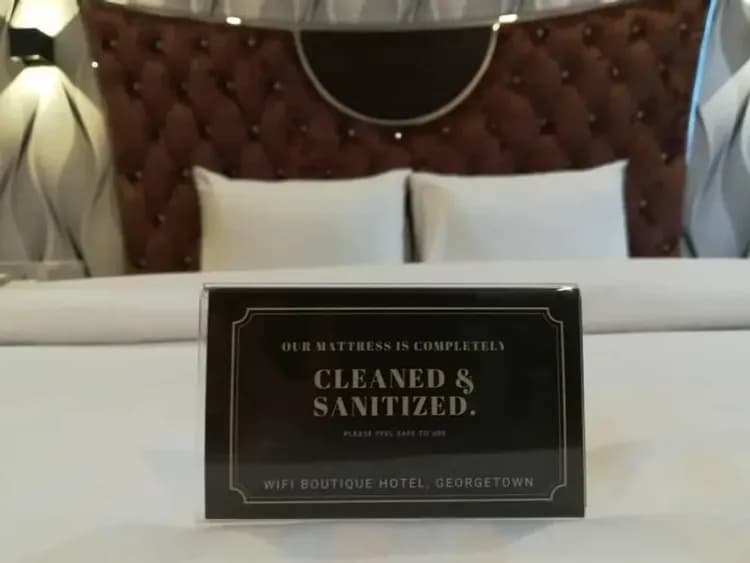 OUR MATTRESS IS COMPLETELY
CLEANED &
SANITIZED.
PLEASE FEEL SAFE TO USE
WIFI BOUTIQUE HOTEL, GEORGETOWN